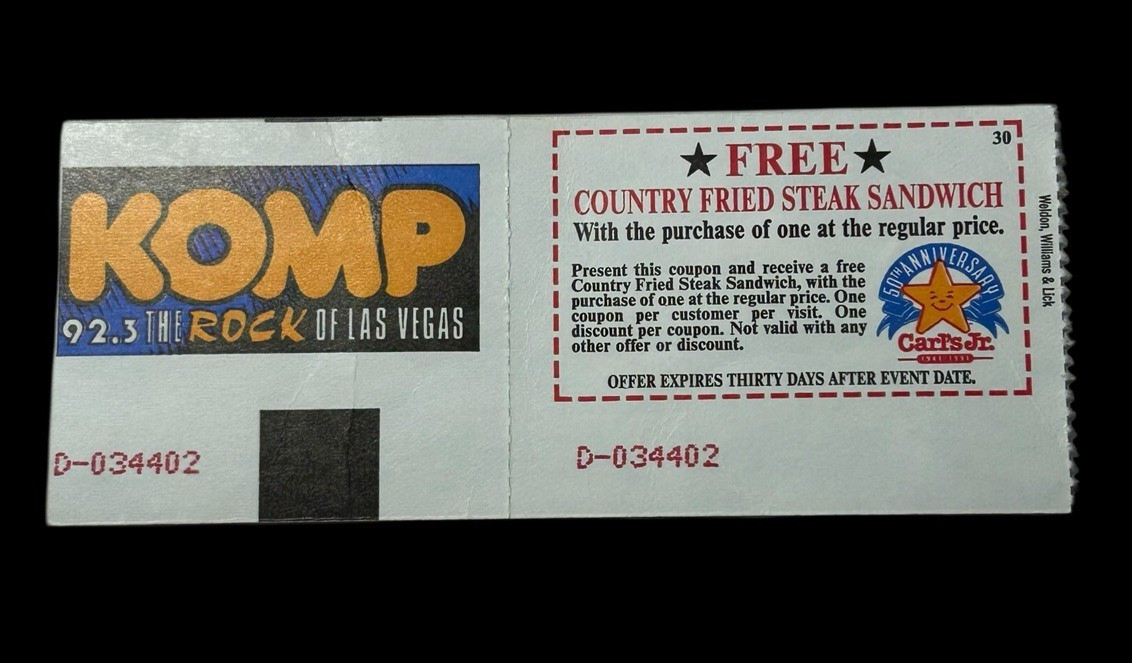 KOMP
92.3 THE ROCK OF LAS VEGAS
D-034402
30
★ FREE ★
COUNTRY FRIED STEAK SANDWICH
With the purchase of one at the regular price.
Present this coupon and receive a free
Country Fried Steak Sandwich, with the
purchase of one at the regular price. One
coupon per customer per visit. One
discount per coupon. Not valid with any
other offer or discount.
50TH ANNIVERSARY
Carl's Jr.
1941-1991
OFFER EXPIRES THIRTY DAYS AFTER EVENT DATE.
D-034402
Weldon, Williams & Lick